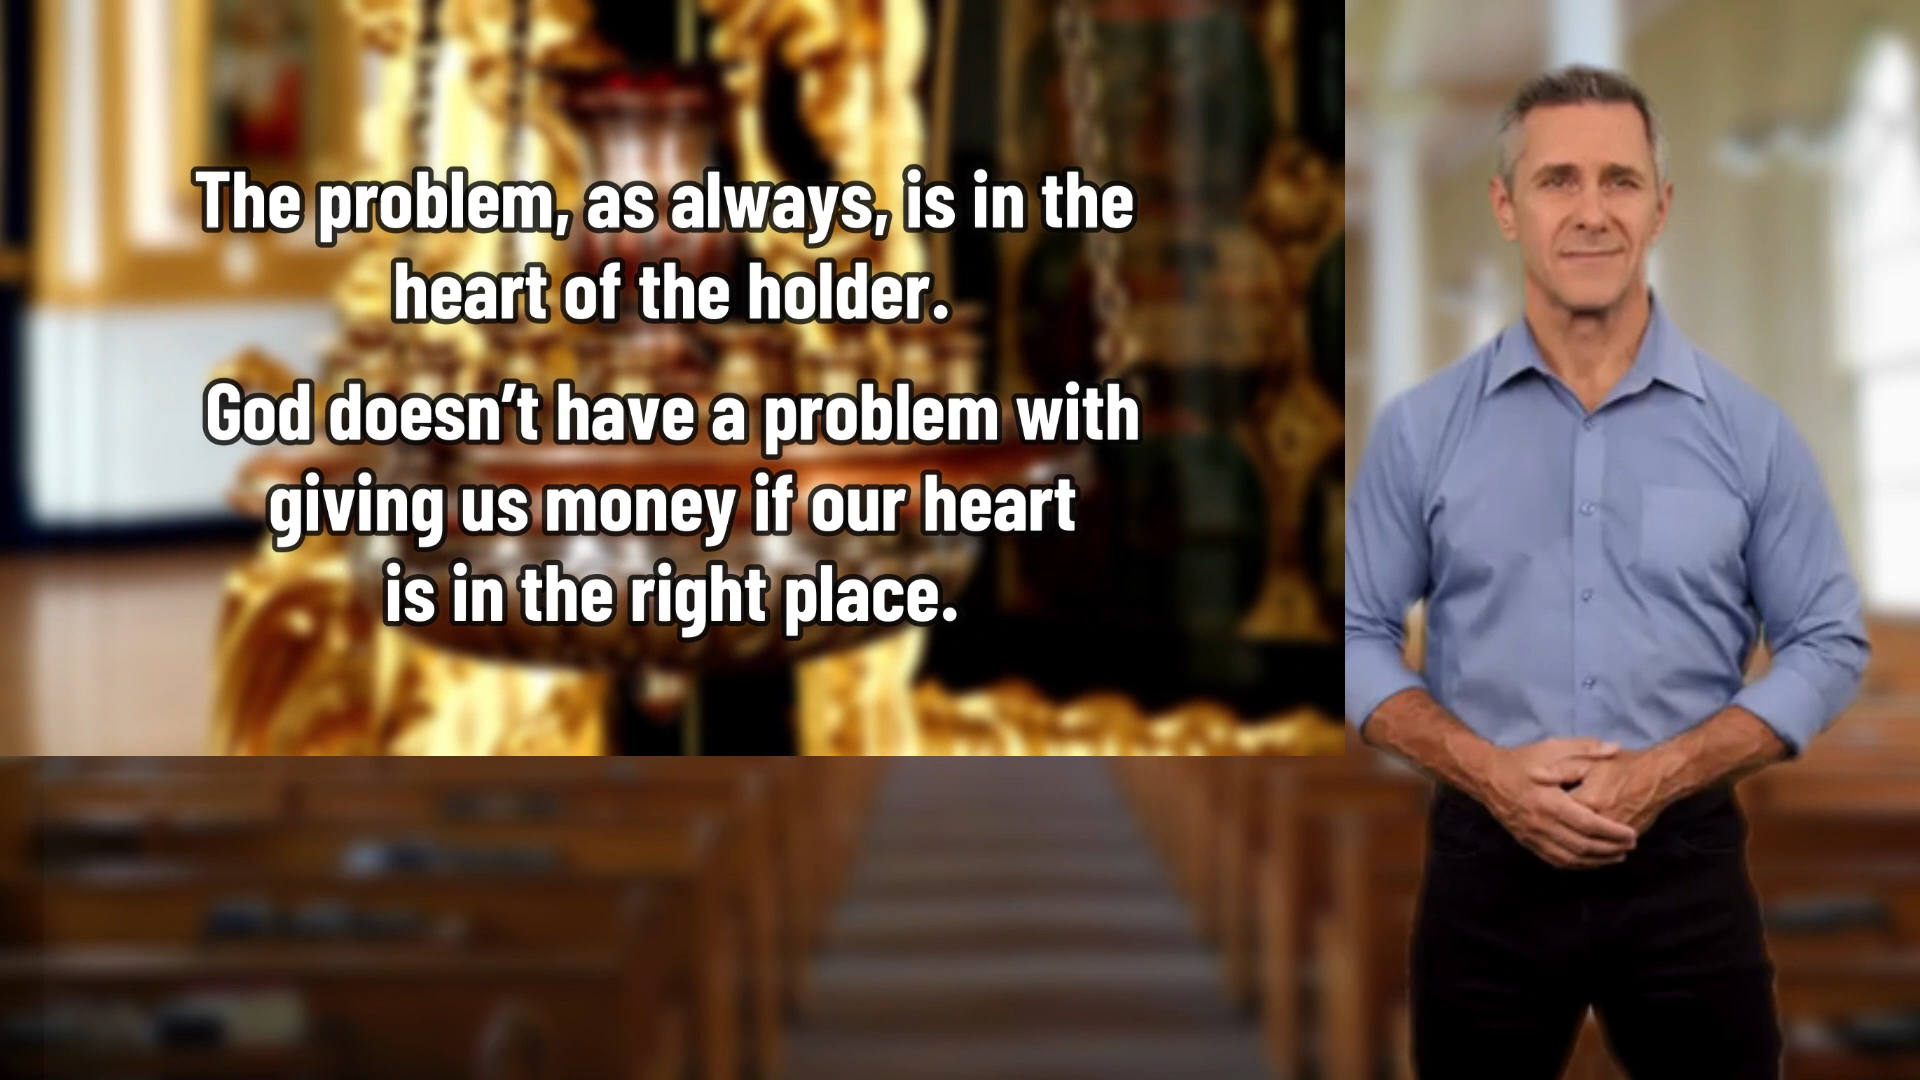 The problem, as always, is in the
heart of the holder.
God doesn’t have a problem with
giving us money if our heart
is in the right place.